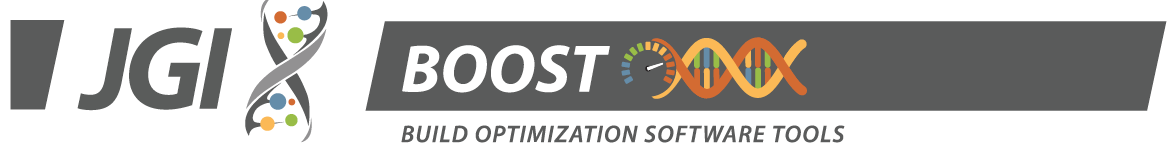 JGI
BOOST
BUILD OPTIMIZATION SOFTWARE TOOLS